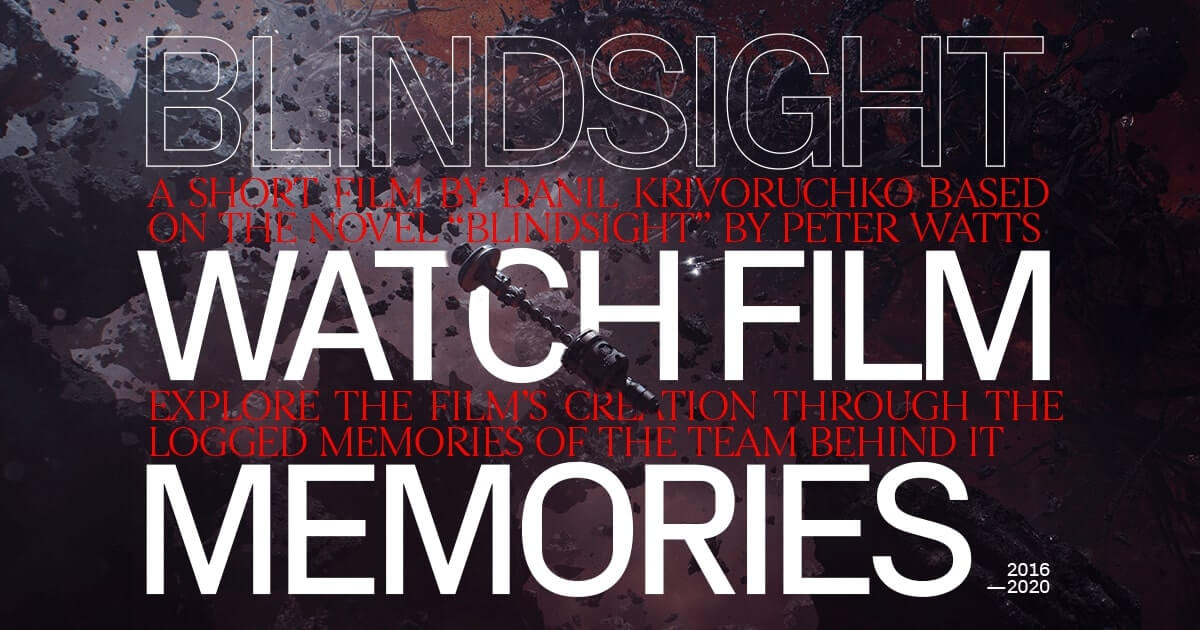 BLINDSIGHT
A SHORT FILM BY DANIL KRIVORUCHKO BASED
ON THE NOVEL “BLINDSIGHT” BY PETER WATTS
WATCH FILM
EXPLORE THE FILM’S CREATION THROUGH THE
LOGGED MEMORIES OF THE TEAM BEHIND IT
MEMORIES
2016
—2020